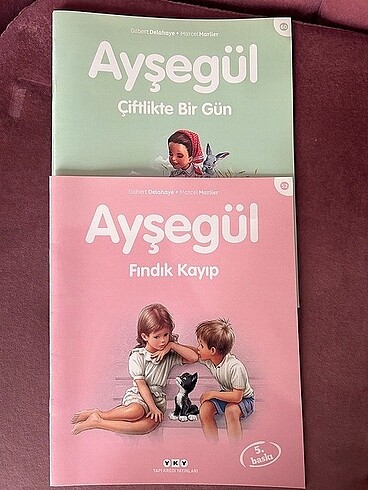 Gilbert Delahaye • Marcel Marlier
Ayşegül
Çiftlikte Bir Gün
Gilbert Delahaye • Marcel Marlier
52
Ayşegül
Fındık Kayıp
5.
baskı
YKY
YAPI KREDİ YAYINLARI